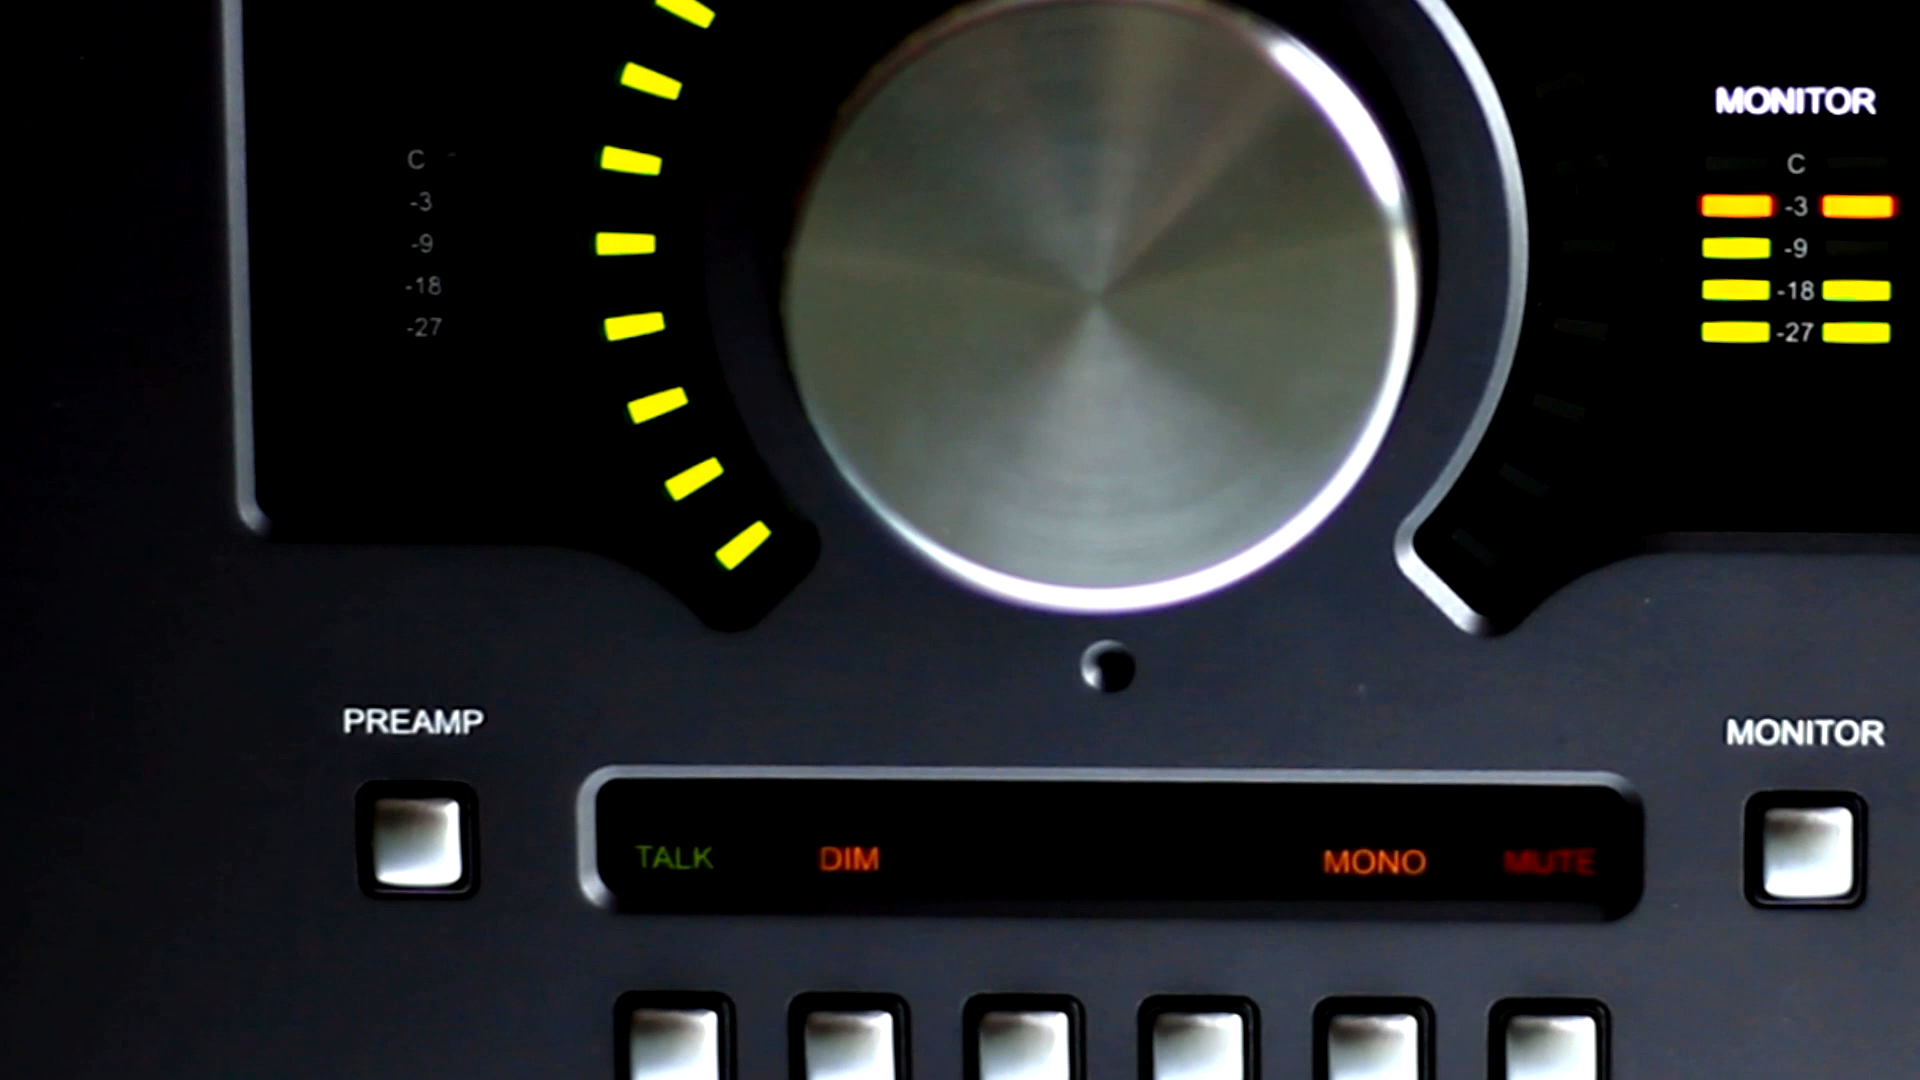 C
-3
-9
-18
-27
MONITOR
C
-3
-9
-18
-27
PREAMP
MONITOR
TALK DIM MONO MUTE